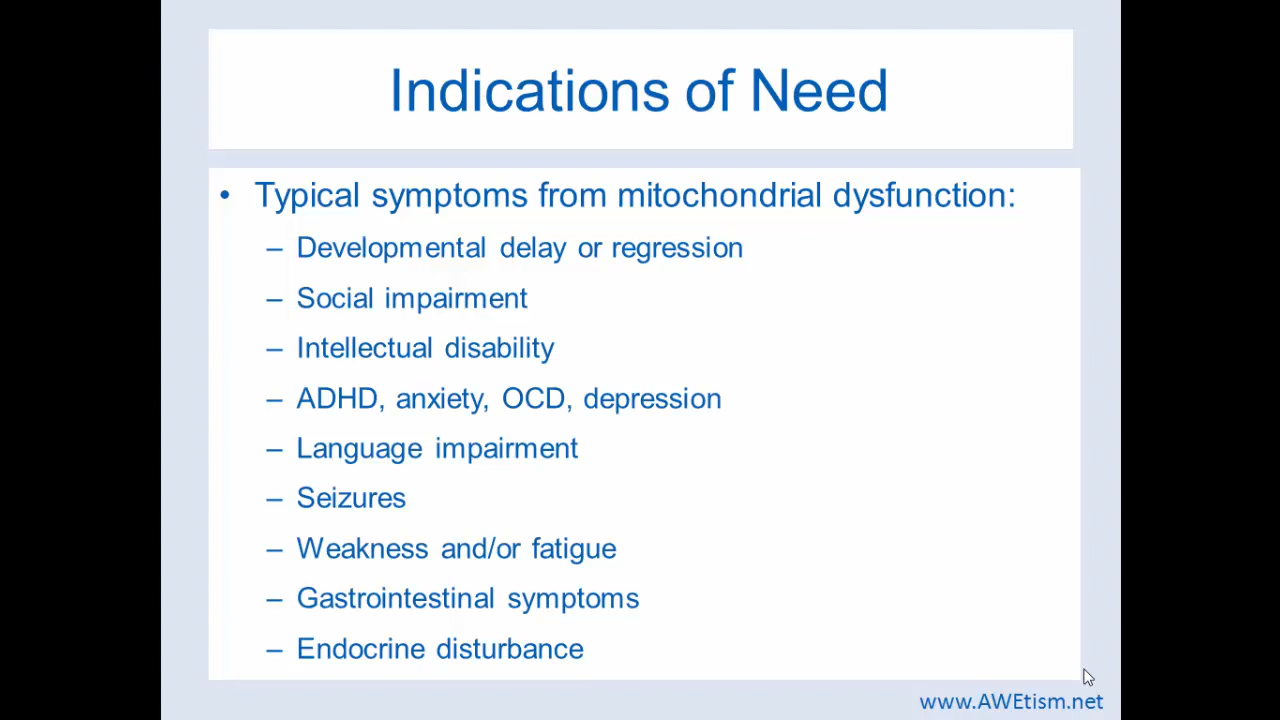 Indications of Need
• Typical symptoms from mitochondrial dysfunction:
– Developmental delay or regression
– Social impairment
– Intellectual disability
– ADHD, anxiety, OCD, depression
– Language impairment
– Seizures
– Weakness and/or fatigue
– Gastrointestinal symptoms
– Endocrine disturbance
www.AWEtism.net